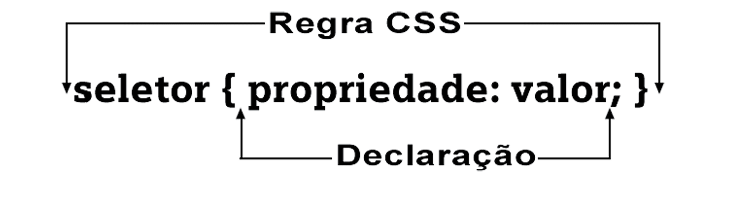 Regra CSS
seletor { propriedade: valor; }
Declaração